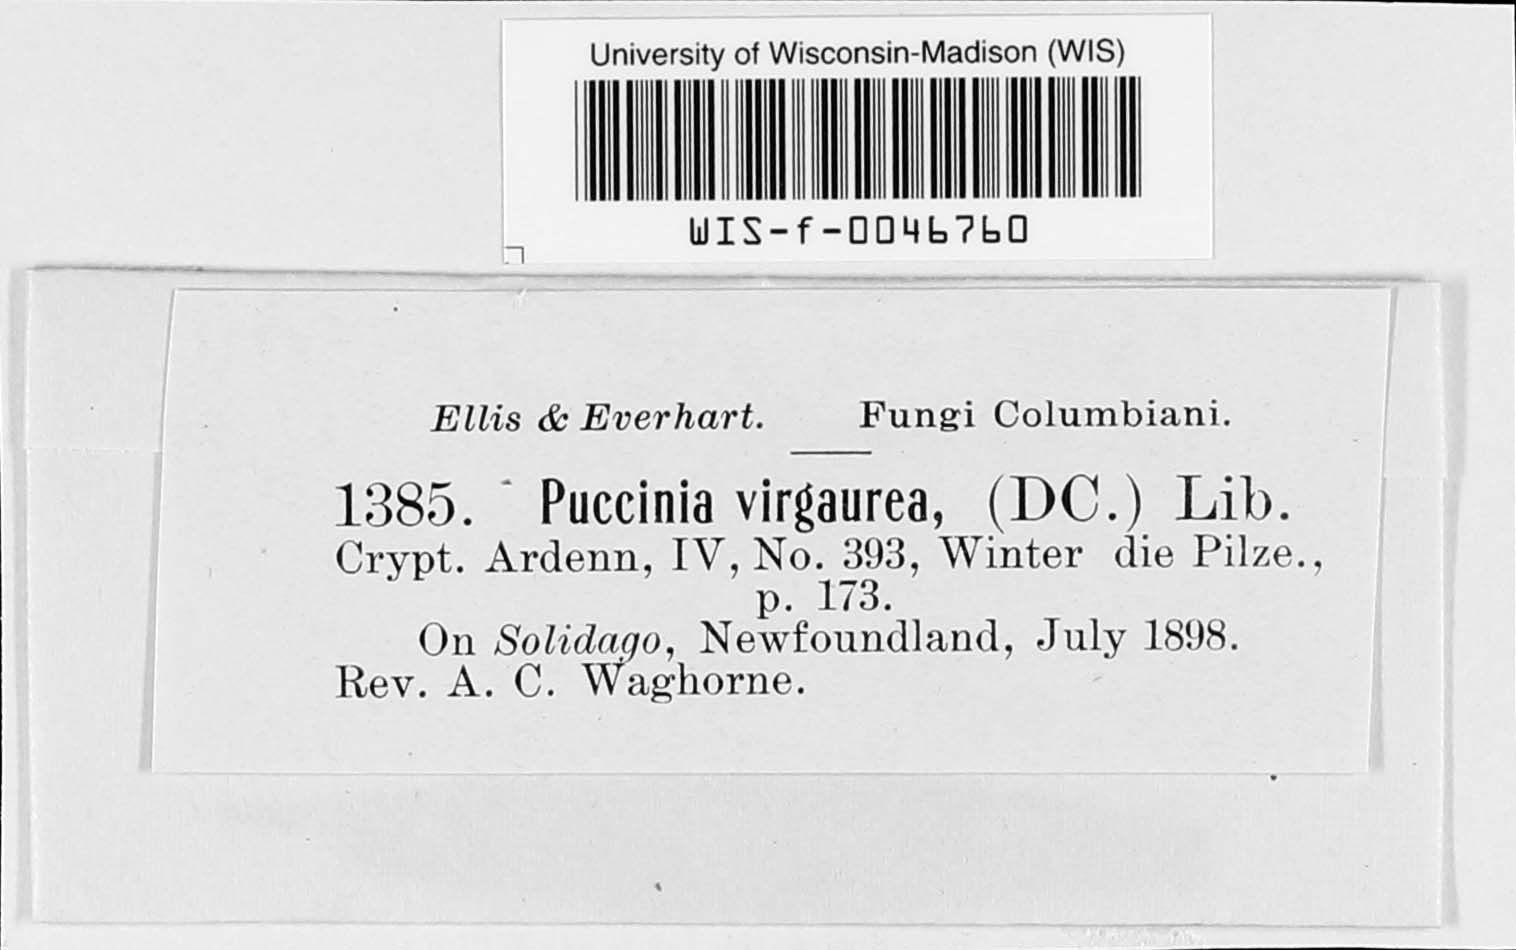 University of Wisconsin-Madison (WIS)
WIS-f-0046760
Ellis & Everhart. Fungi Columbiani.
1385. Puccinia virgaurea, (DC.) Lib.
Crypt. Ardenn, IV, No. 393, Winter die Pilze.,
p. 173.
On Solidago, Newfoundland, July 1898.
Rev. A. C. Waghorne.